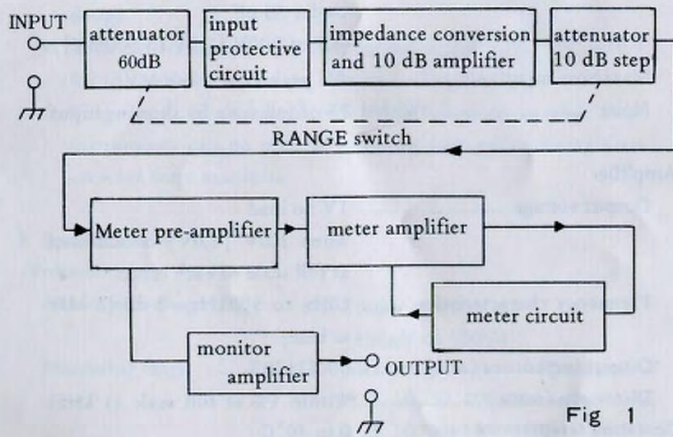 INPUT
attenuator
60dB
input
protective
circuit
impedance conversion
and 10 dB amplifier
attenuator
10 dB step
RANGE switch
Meter pre-amplifier
meter amplifier
meter circuit
monitor
amplifier
OUTPUT
Fig 1